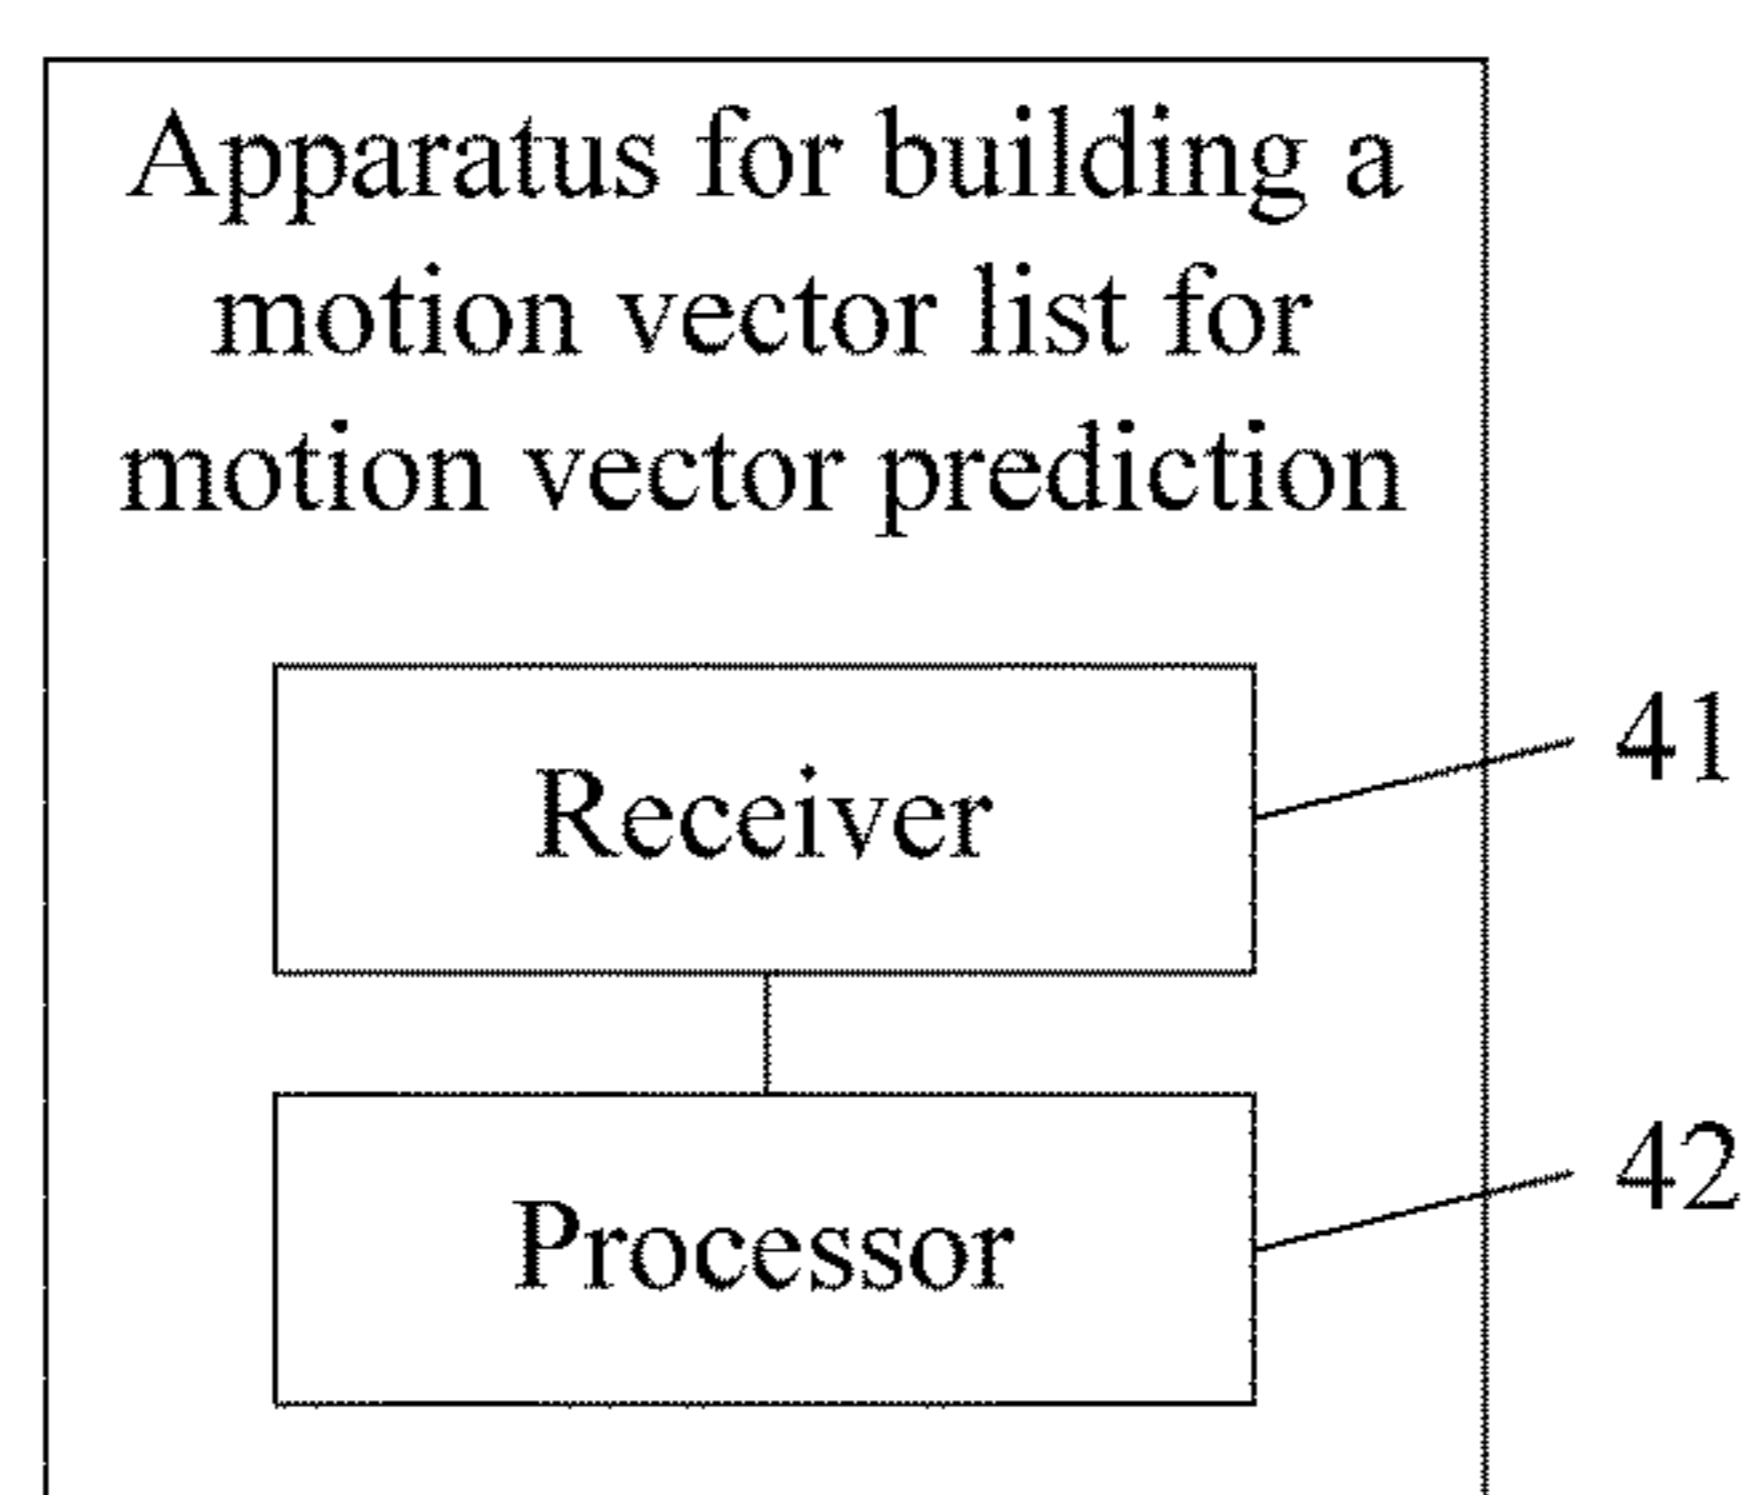 Apparatus for building a
motion vector list for
motion vector prediction
Receiver
41
Processor
42